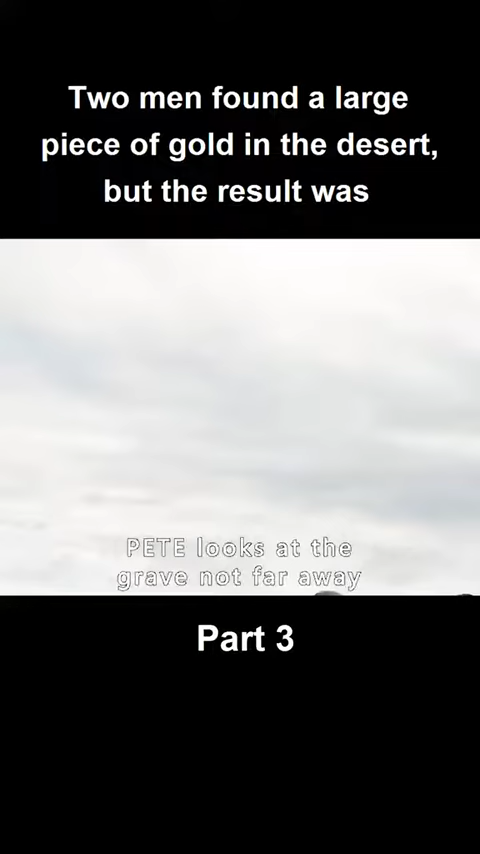 Two men found a large
piece of gold in the desert,
but the result was
PETE looks at the
grave not far away
Part 3